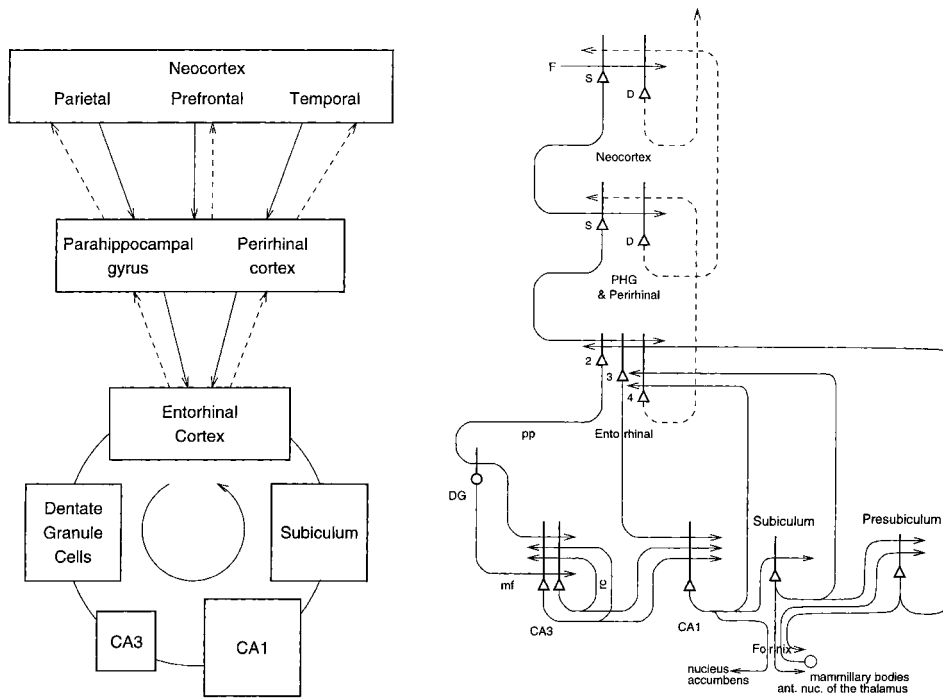 Neocortex
Parietal Prefrontal Temporal
Parahippocampal
gyrus
Perirhinal
cortex
Entorhinal
Cortex
Dentate
Granule
Cells
Subiculum
CA3
CA1
F
S
D
Neocortex
S
D
PHG
& Perirhinal
2
3
4
pp
Entorhinal
DG
Subiculum
Presubiculum
mf
rc
CA3
CA1
Fornix
nucleus
accumbens
mammillary bodies
ant. nuc. of the thalamus